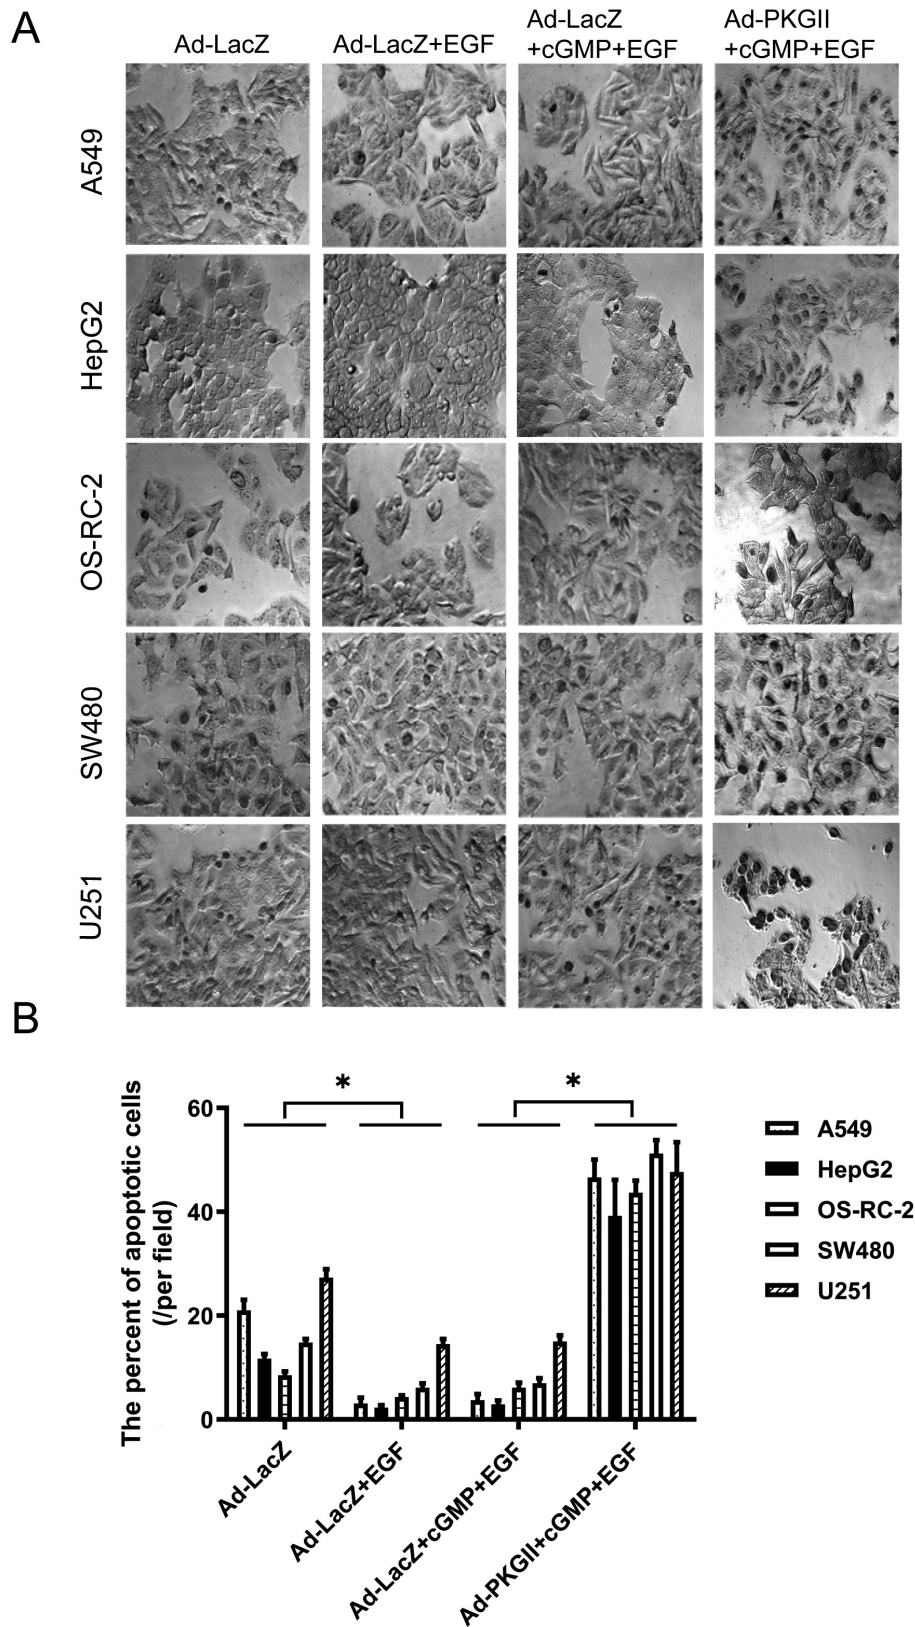 A
Ad-LacZ
Ad-LacZ+EGF
Ad-LacZ
+cGMP+EGF
Ad-PKGII
+cGMP+EGF
A549
HepG2
OS-RC-2
SW480
U251
B
The percent of apoptotic cells
(/per field)
60
40
20
0
*
*
A549
HepG2
OS-RC-2
SW480
U251
Ad-LacZ
Ad-LacZ+EGF
Ad-LacZ+cGMP+EGF
Ad-PKGII+cGMP+EGF